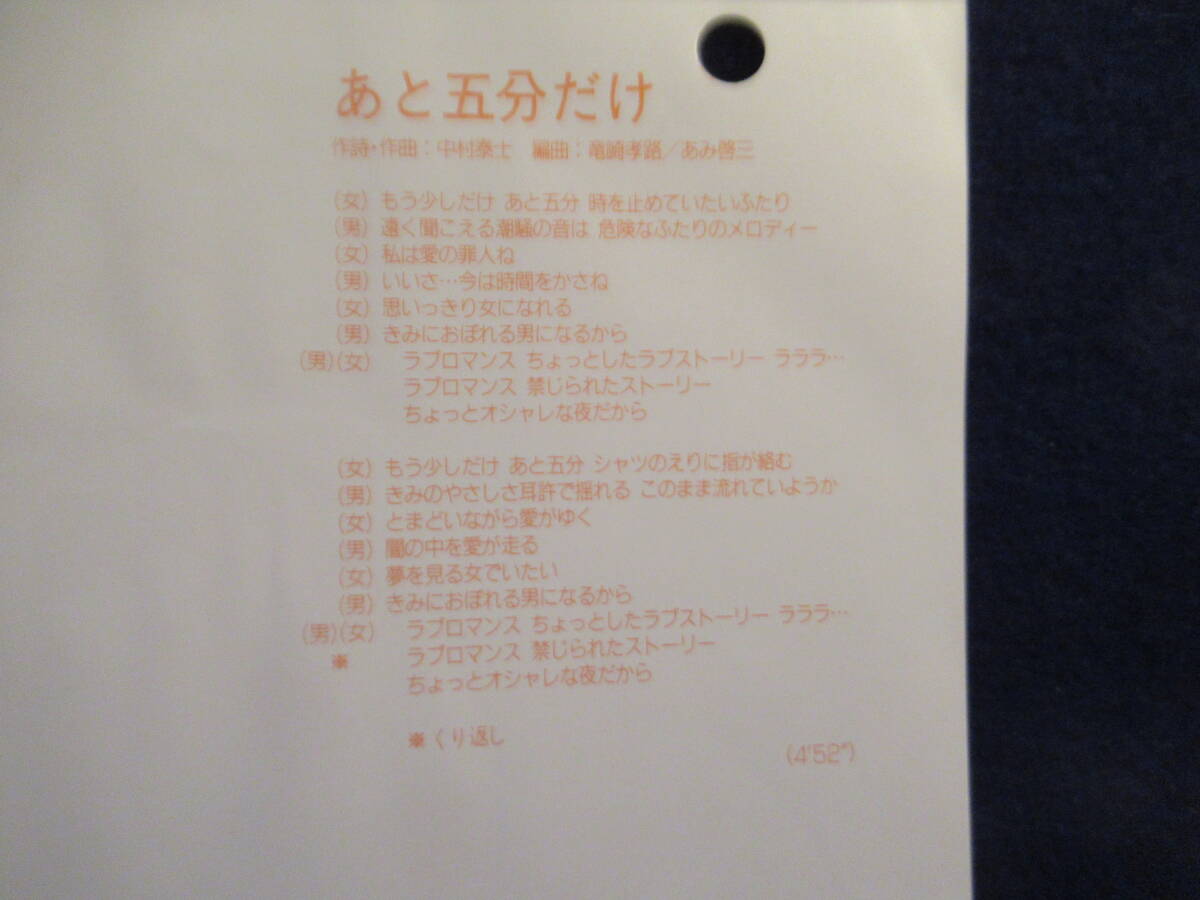 あと五分だけ
作詩・作曲：中村泰士　編曲：竜崎孝路／あみ啓三
(女) もう少しだけ あと五分 時を止めていたいふたり
(男) 遠く聞こえる潮騒の音は 危険なふたりのメロディー
(女) 私は愛の罪人ね
(男) いいさ…今は時間をかさね
(女) 思いっきり女になれる
(男) きみにおぼれる男になるから
(男)(女) ラブロマンス ちょっとしたラブストーリー ラララ…
ラブロマンス 禁じられたストーリー
ちょっとオシャレな夜だから
(女) もう少しだけ あと五分 シャツのえりに指が絡む
(男) きみのやさしさ耳許で揺れる このまま流れていようか
(女) とまどいながら愛がゆく
(男) 闇の中を愛が走る
(女) 夢を見る女でいたい
(男) きみにおぼれる男になるから
(男)(女) ラブロマンス ちょっとしたラブストーリー ラララ…
※ ラブロマンス 禁じられたストーリー
ちょっとオシャレな夜だから
※くり返し
(4'52")